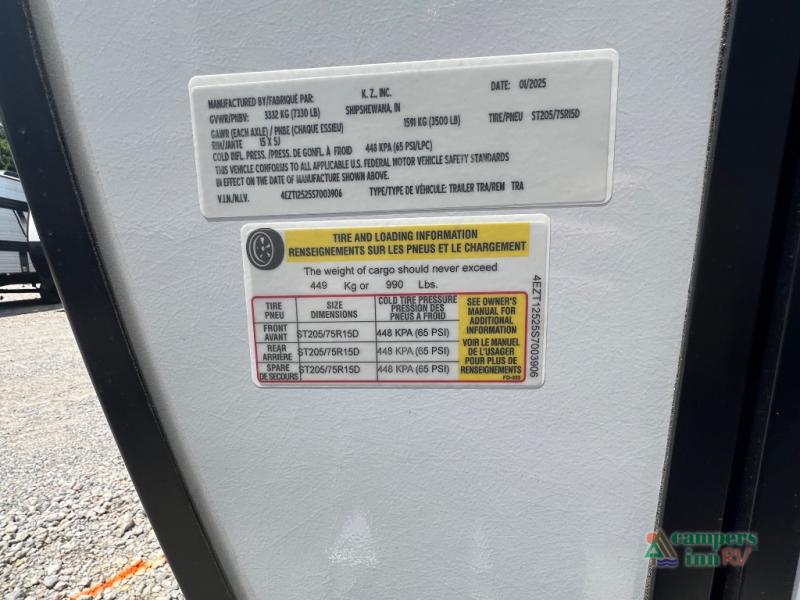 MANUFACTURED BY/FABRIQUÉ PAR: K. Z., INC. DATE: 01/2025
GVWR/PNBV: 3332 KG (7330 LB) SHIPSHEWANA, IN
GAWR (EACH AXLE) / PNBE (CHAQUE ESSIEU) 1591 KG (3500 LB) TIRE/PNEU ST205/75R15D
RIM/JANTE 15 X 5J
COLD INFL. PRESS./PRESS. DE GONFL. À FROID 448 KPA (65 PSI/LPC)
THIS VEHICLE CONFORMS TO ALL APPLICABLE U.S. FEDERAL MOTOR VEHICLE SAFETY STANDARDS
IN EFFECT ON THE DATE OF MANUFACTURE SHOWN ABOVE.
V.I.N./N.I.V. 4EZT12525S7003906 TYPE/TYPE DE VÉHICULE: TRAILER TRA/REM TRA
TIRE AND LOADING INFORMATION
RENSEIGNEMENTS SUR LES PNEUS ET LE CHARGEMENT
The weight of cargo should never exceed
449 Kg or 990 Lbs.
TIRE PNEU
SIZE DIMENSIONS
COLD TIRE PRESSURE
PRESSION DES
PNEUS A FROID
FRONT AVANT ST205/75R15D 448 KPA (65 PSI)
REAR ARRIÈRE ST205/75R15D 448 KPA (65 PSI)
SPARE DE SECOURS ST205/75R15D 448 KPA (65 PSI)
SEE OWNER'S
MANUAL FOR
ADDITIONAL
INFORMATION
VOIR LE MANUEL
DE L'USAGER
POUR PLUS DE
RENSEIGNEMENTS
4EZT12525S7003906
campers
inn RV